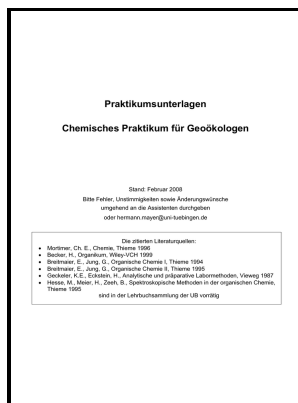 Praktikumsunterlagen
Chemisches Praktikum für Geoökologen
Stand: Februar 2008
Bitte Fehler, Unstimmigkeiten sowie Änderungswünsche
umgehend an die Assistenten durchgeben
oder hermann.mayer@uni-tuebingen.de
Die zitierten Literaturquellen:
• Mortimer, Ch. E., Chemie, Thieme 1996
• Becker, H., Organikum, Wiley-VCH 1999
• Breitmaier, E., Jung, G., Organische Chemie I, Thieme 1994
• Breitmaier, E., Jung, G., Organische Chemie II, Thieme 1995
• Geckeler, K.E., Eckstein, H., Analytische und präparative Labormethoden, Vieweg 1987
• Hesse, M., Meier, H., Zeeh, B., Spektroskopische Methoden in der organischen Chemie,
Thieme 1995
sind in der Lehrbuchsammlung der UB vorrätig